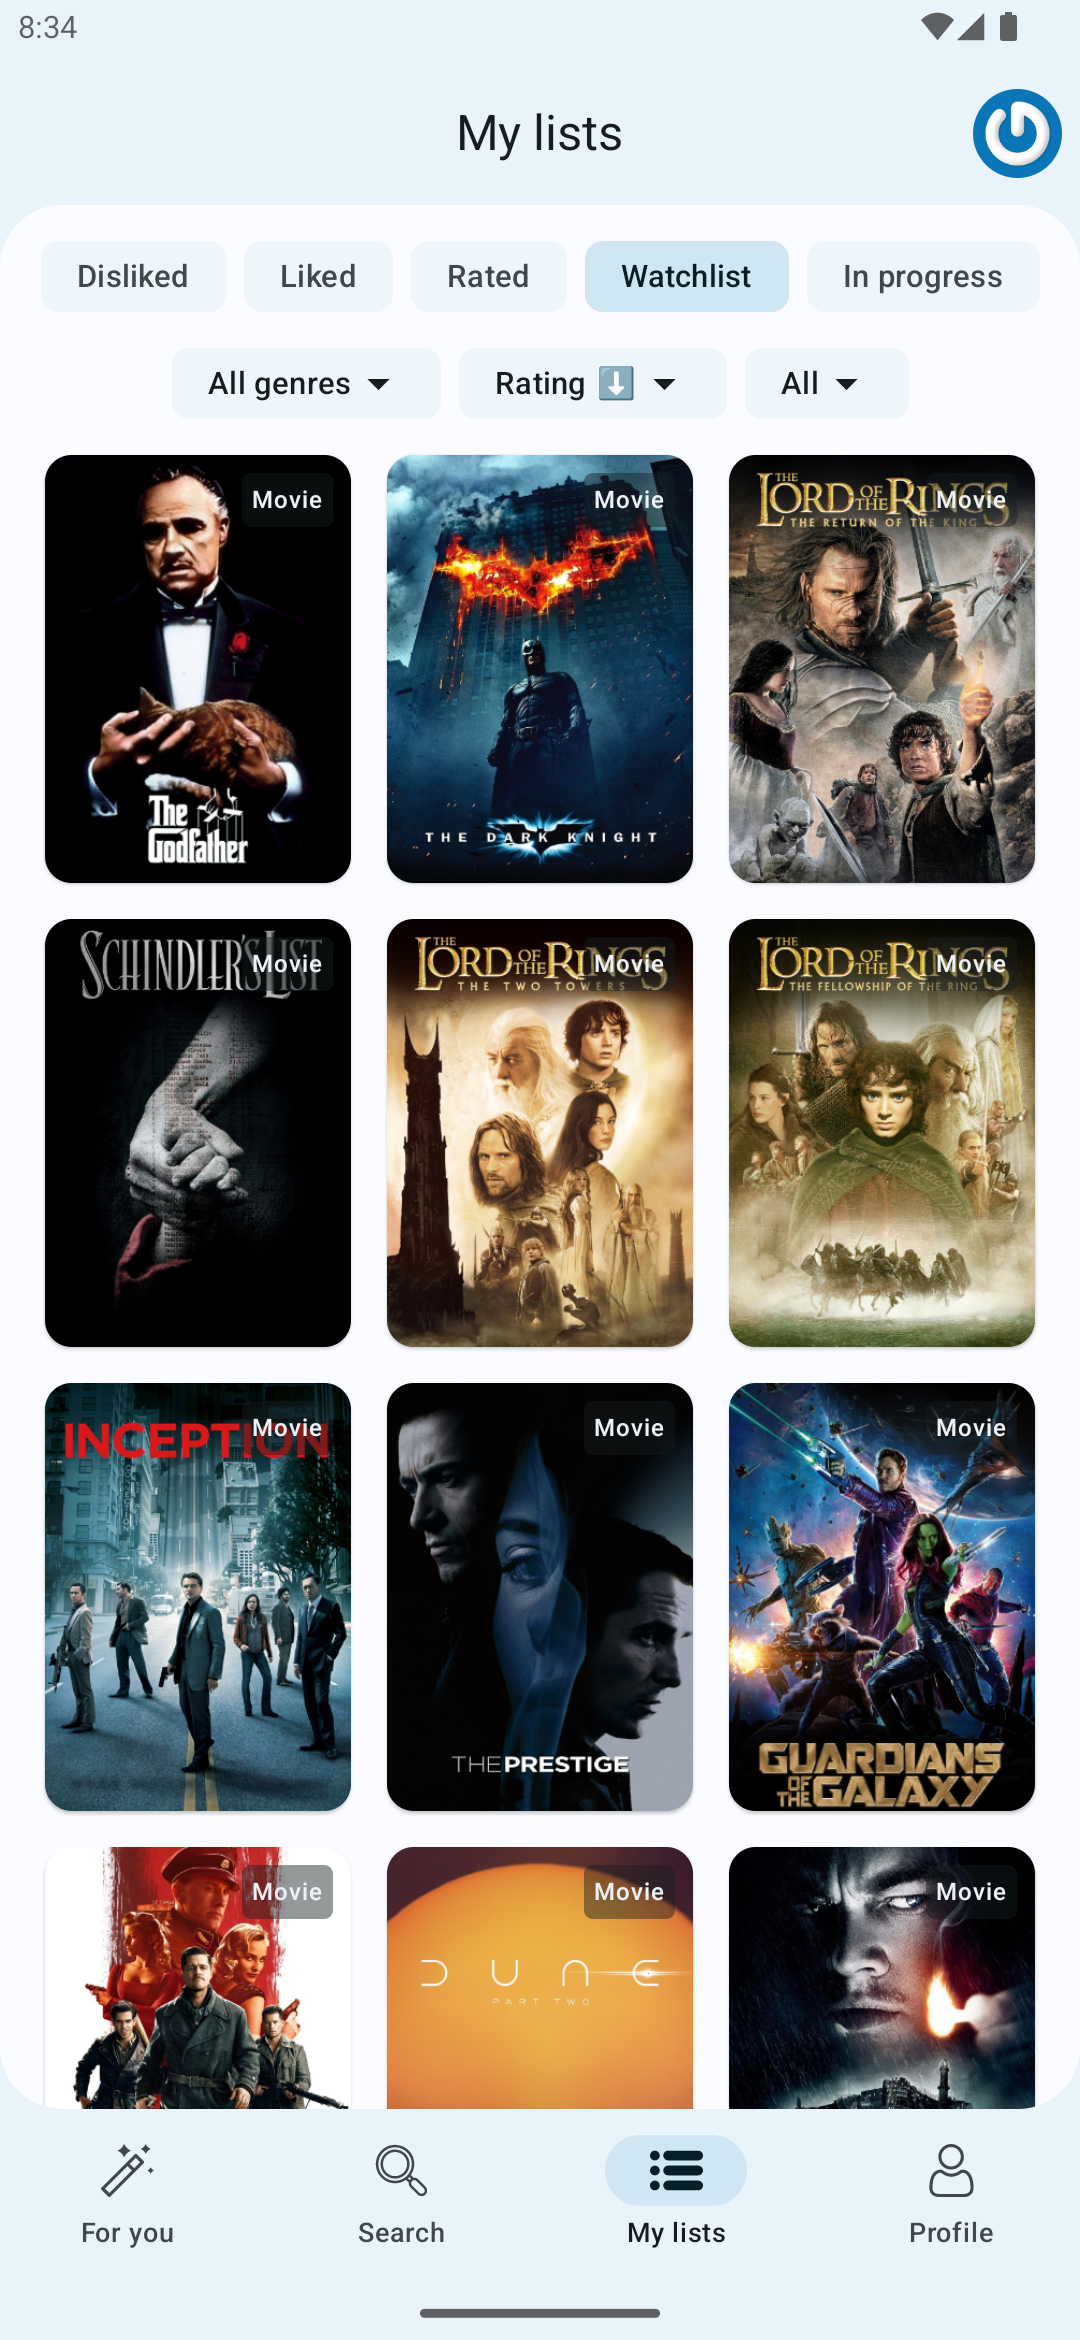 8:34
My lists
Disliked
Liked
Rated
Watchlist
In progress
All genres
Rating ⬇️
All
Movie
The
Godfather
Movie
THE DARK KNIGHT
THE
LORD OF THE RINGS
Movie
THE RETURN OF THE KING
SCHINDLER'S LIST
Movie
THE
LORD OF THE RINGS
Movie
THE TWO TOWERS
THE
LORD OF THE RINGS
Movie
THE FELLOWSHIP OF THE RING
INCEPTION
Movie
Movie
THE PRESTIGE
Movie
GUARDIANS
OF THE GALAXY
Movie
Movie
DUNE
PART TWO
Movie
For you
Search
My lists
Profile